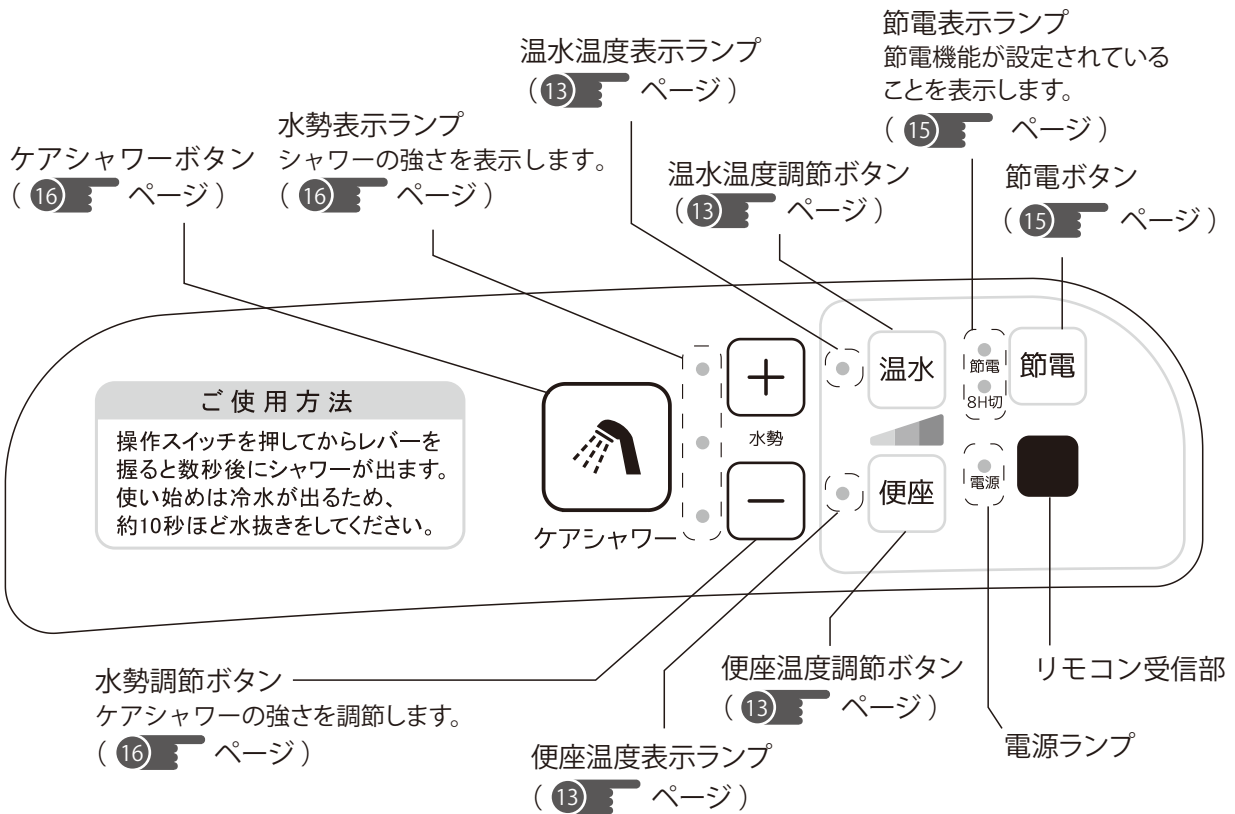 節電表示ランプ
節電機能が設定されている
ことを表示します。
( 15 ページ )
温水温度表示ランプ
( 13 ページ )
水勢表示ランプ
シャワーの強さを表示します。
( 16 ページ )
ケアシャワーボタン
( 16 ページ )
温水温度調節ボタン
( 13 ページ )
節電ボタン
( 15 ページ )
ご使用方法
操作スイッチを押してからレバーを
握ると数秒後にシャワーが出ます。
使い始めは冷水が出るため、
約10秒ほど水抜きをしてください。
ケアシャワー
+
水勢
−
温水
便座
節電
8H切
電源
節電
水勢調節ボタン
ケアシャワーの強さを調節します。
( 16 ページ )
便座温度表示ランプ
( 13 ページ )
便座温度調節ボタン
( 13 ページ )
電源ランプ
リモコン受信部